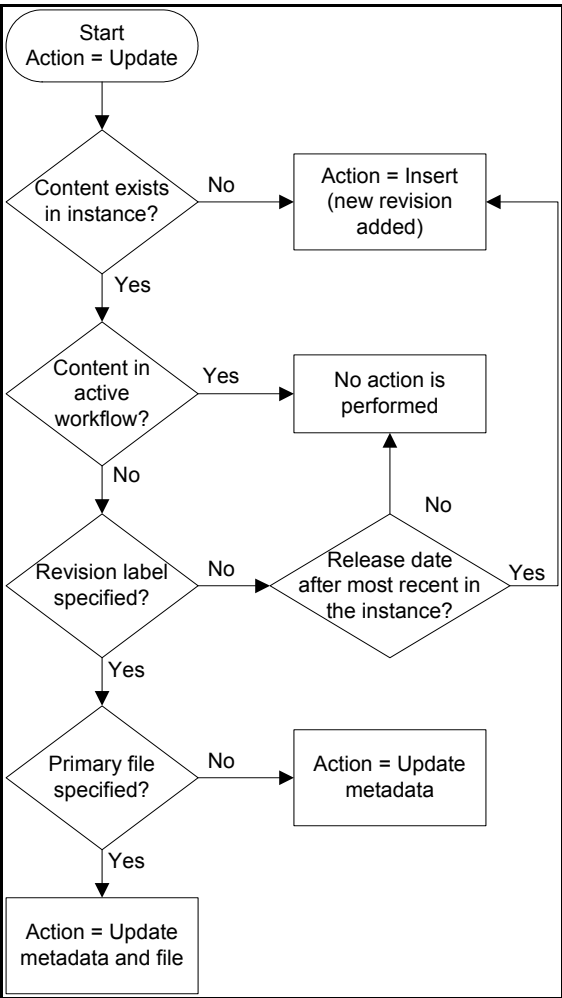 Start
Action = Update
Content exists
in instance?
No
Action = Insert
(new revision
added)
Yes
Content in
active
workflow?
Yes
No action is
performed
No
No
Revision label
specified?
No
Release date
after most recent in
the instance?
Yes
Yes
Primary file
specified?
No
Action = Update
metadata
Yes
Action = Update
metadata and file